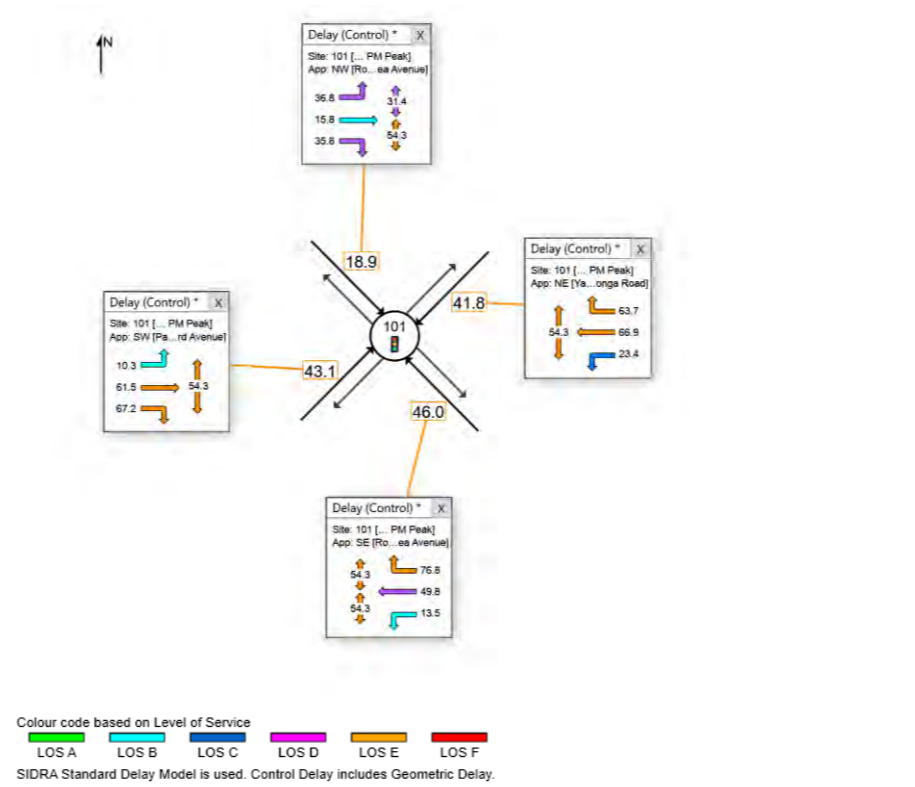 N
Delay (Control) * X
Site: 101 [... PM Peak]
App: NW [Ro...ea Avenue]
36.8
31.4
15.8
54.3
35.8
18.9
Delay (Control) * X
Site: 101 [... PM Peak]
App: NE [Ya...onga Road]
63.7
54.3 66.9
23.4
41.8
101
Delay (Control) * X
Site: 101 [... PM Peak]
App: SW [Pa...rd Avenue]
10.3
61.5 54.3
67.2
43.1
46.0
Delay (Control) * X
Site: 101 [... PM Peak]
App: SE [Ro...ea Avenue]
54.3 76.8
49.8
54.3 13.5
Colour code based on Level of Service
LOS A LOS B LOS C LOS D LOS E LOS F
SIDRA Standard Delay Model is used. Control Delay includes Geometric Delay.